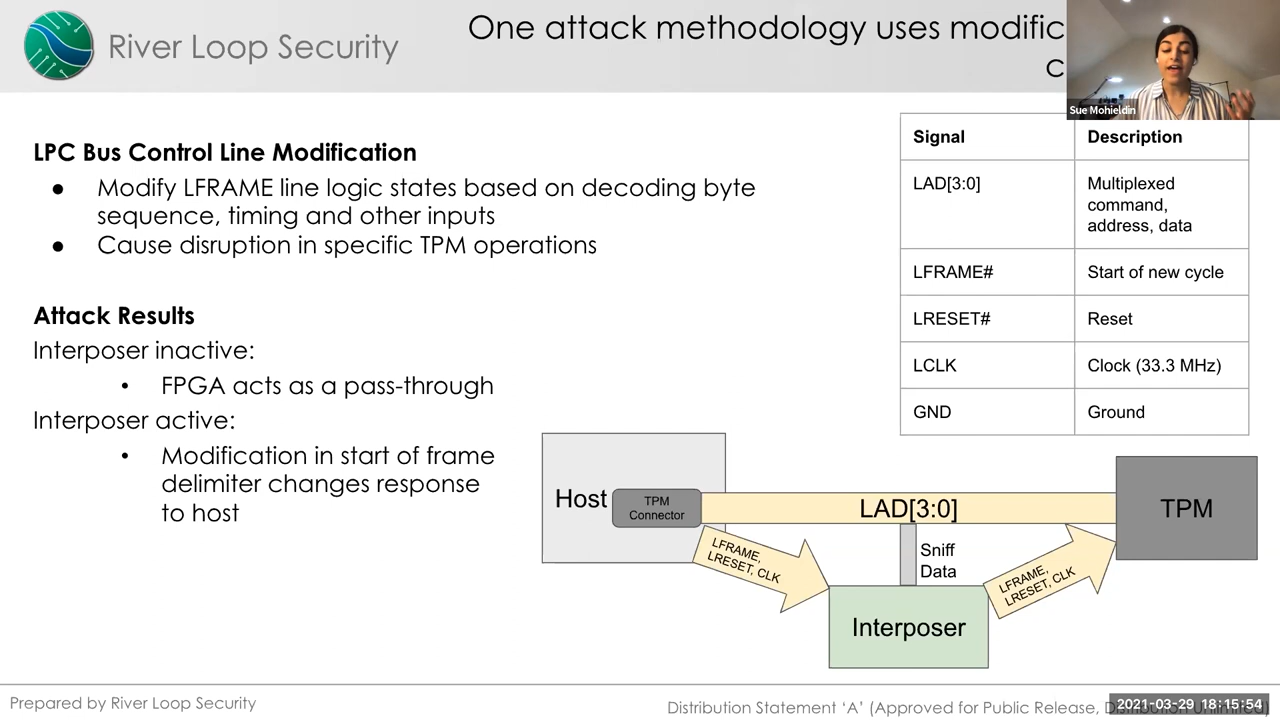 River Loop Security
One attack methodology uses modific
c
Sue Mohieldin
LPC Bus Control Line Modification
● Modify LFRAME line logic states based on decoding byte
sequence, timing and other inputs
● Cause disruption in specific TPM operations
Attack Results
Interposer inactive:
• FPGA acts as a pass-through
Interposer active:
• Modification in start of frame
delimiter changes response
to host
Signal Description
LAD[3:0] Multiplexed
command,
address, data
LFRAME# Start of new cycle
LRESET# Reset
LCLK Clock (33.3 MHz)
GND Ground
Host
TPM
Connector
LAD[3:0]
TPM
LFRAME,
LRESET, CLK
Sniff
Data
LFRAME,
LRESET, CLK
Interposer
Prepared by River Loop Security
Distribution Statement ‘A’ (Approved for Public Release,
2021-03-29 18:15:54